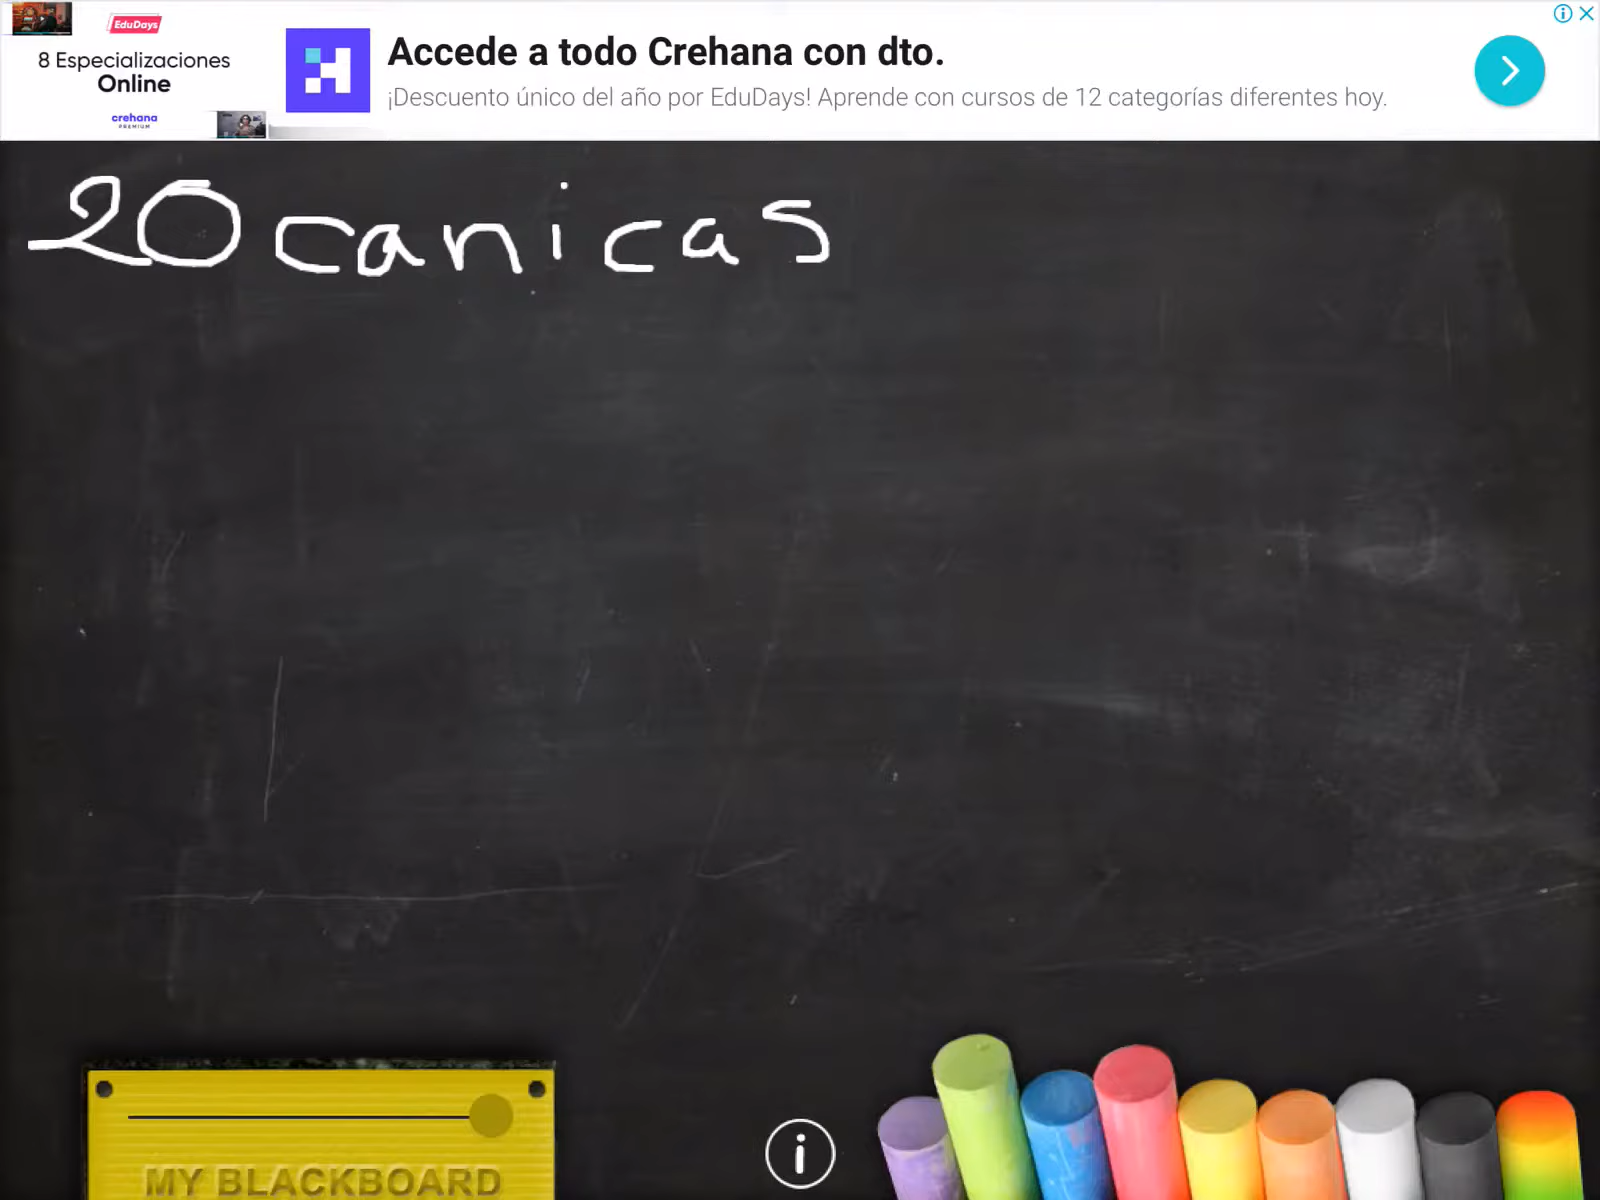 EduDays
8 Especializaciones
Online
crehana
PREMIUM
Accede a todo Crehana con dto.
¡Descuento único del año por EduDays! Aprende con cursos de 12 categorías diferentes hoy.
20 canicas
MY BLACKBOARD